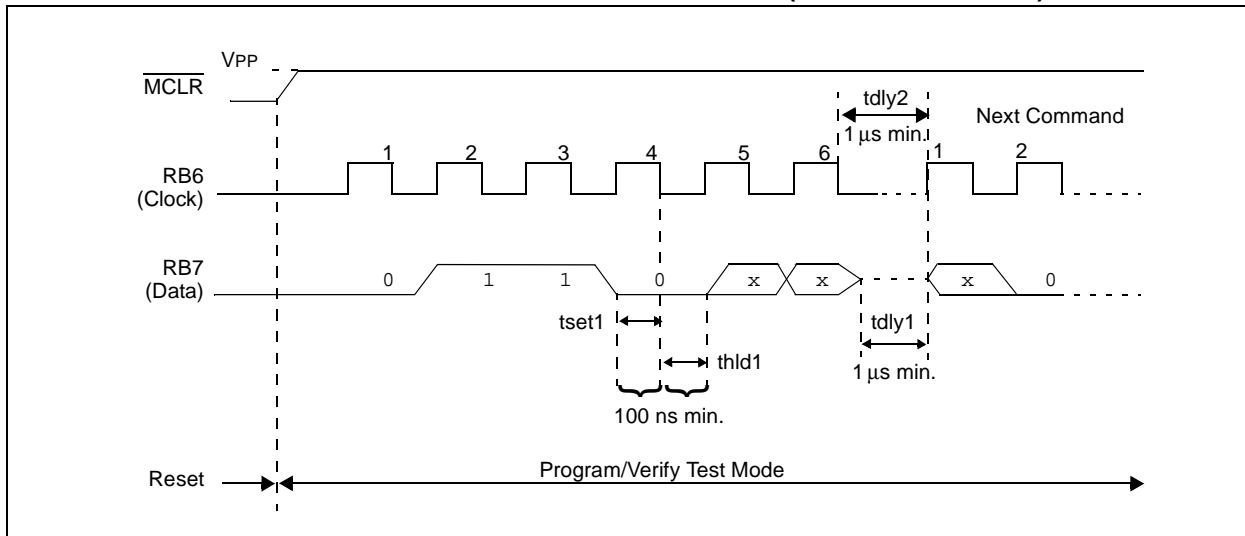 VPP
MCLR
tdly2
Next Command
1 µs min.
1 2 3 4 5 6 1 2
RB6
(Clock)
RB7
(Data)
0 1 1 0 x x x 0
tset1
tdly1
thld1
1 µs min.
100 ns min.
Reset
Program/Verify Test Mode